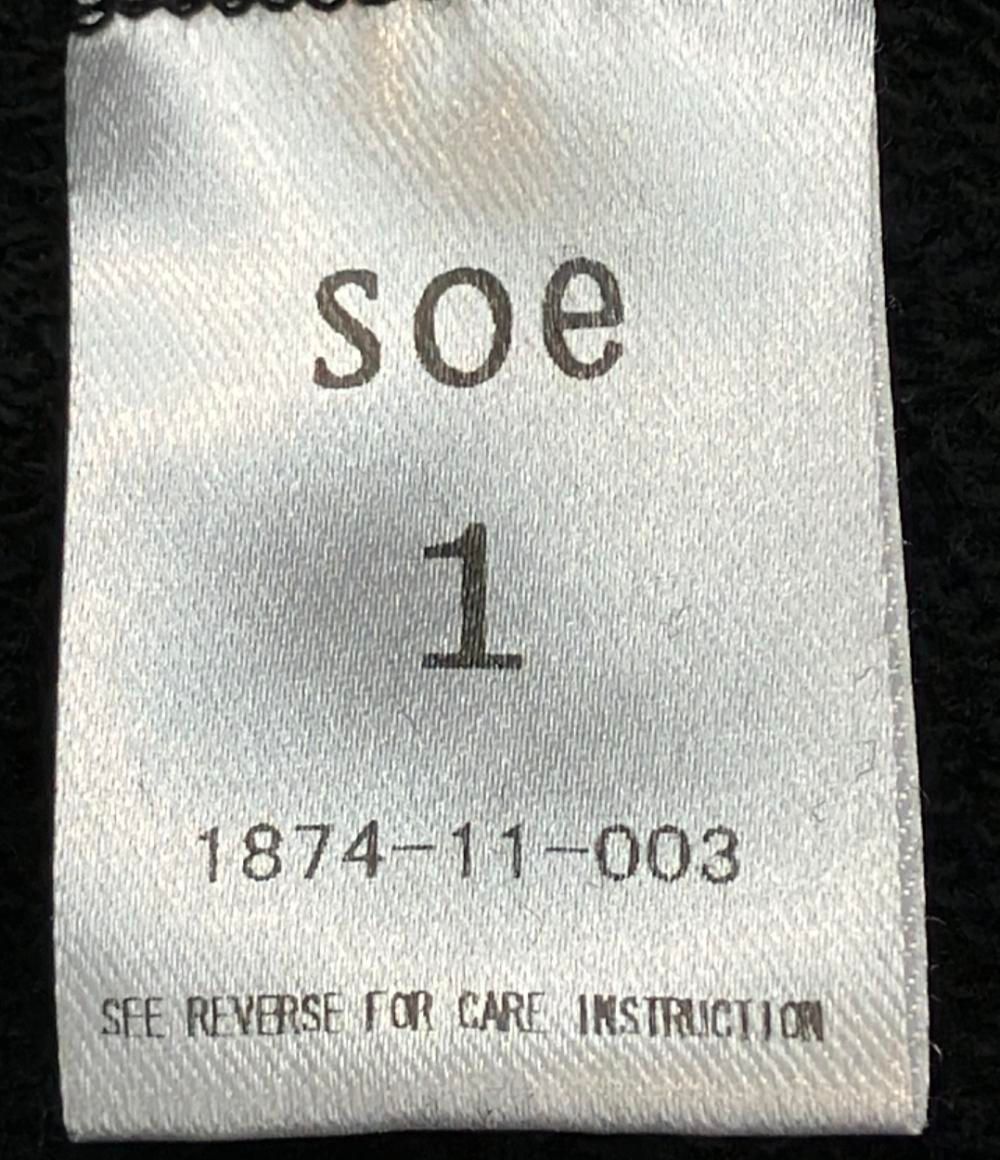 soe
1
1874-11-003
SEE REVERSE FOR CARE INSTRUCTION